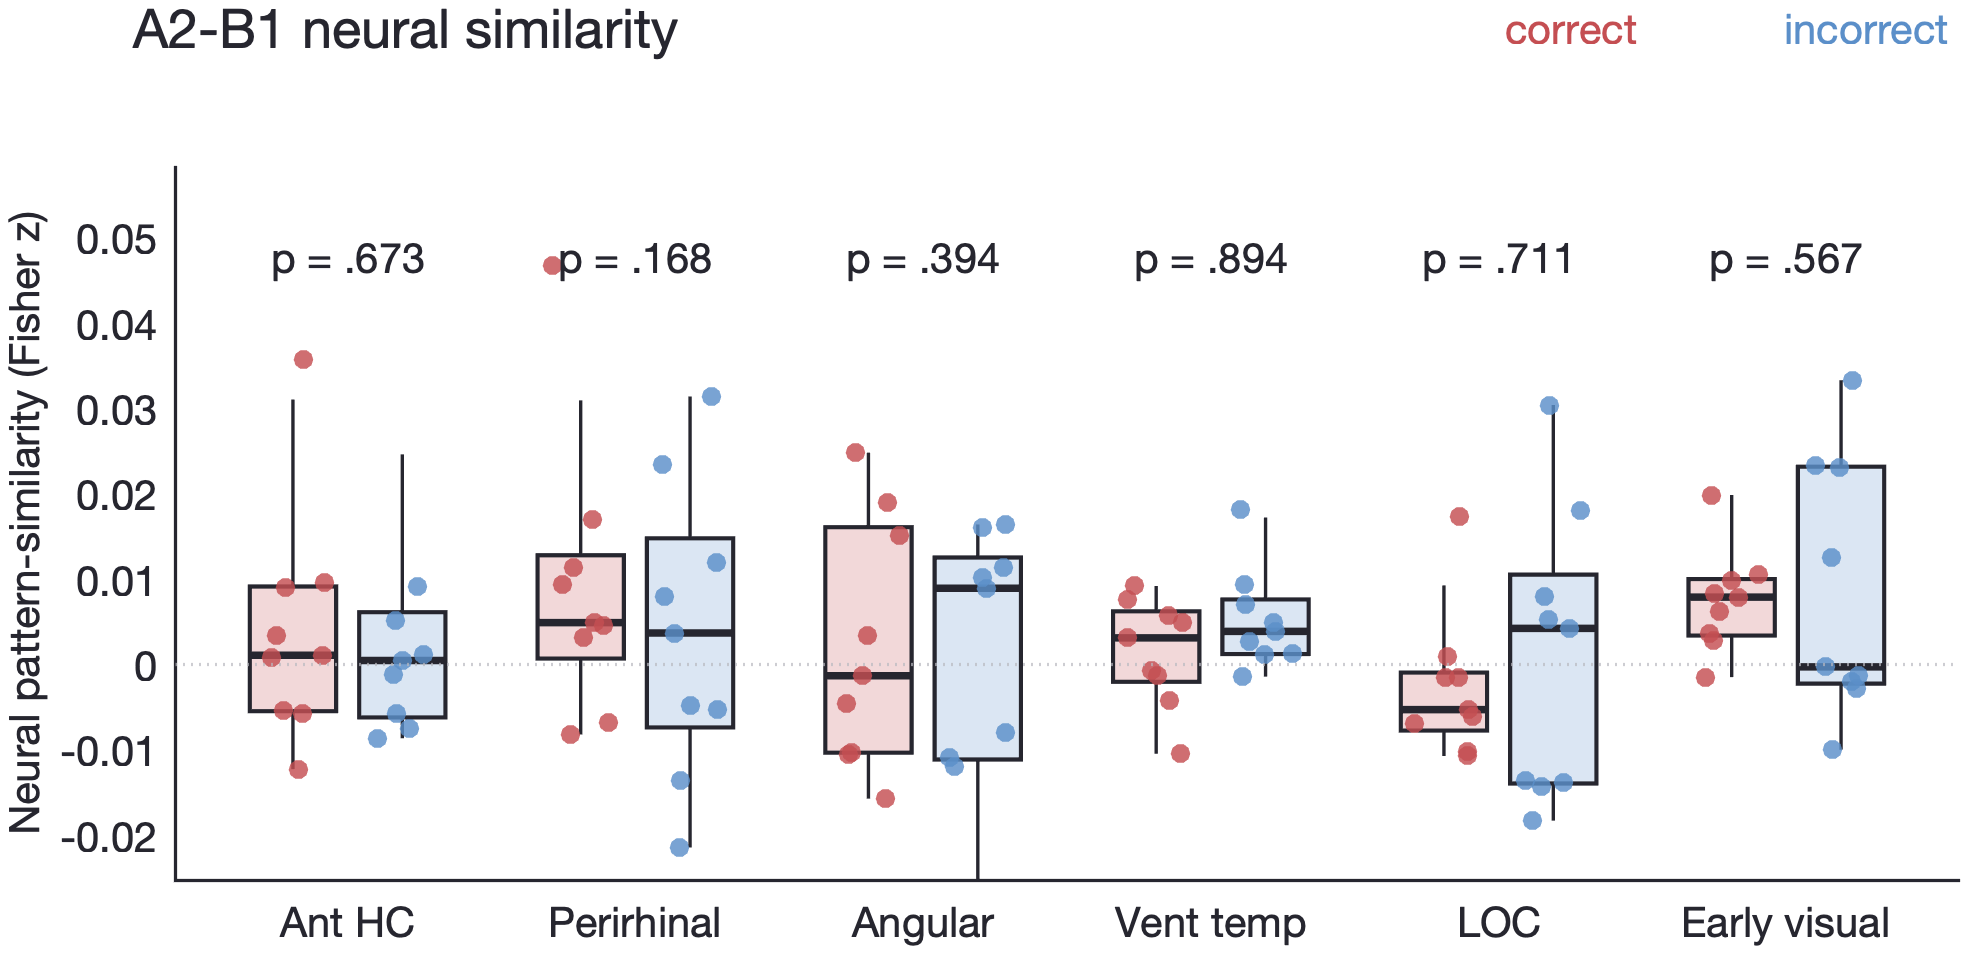 A2-B1 neural similarity
correct
incorrect
Neural pattern-similarity (Fisher z)
0.05
0.04
0.03
0.02
0.01
0
-0.01
-0.02
p = .673
p = .168
p = .394
p = .894
p = .711
p = .567
Ant HC
Perirhinal
Angular
Vent temp
LOC
Early visual